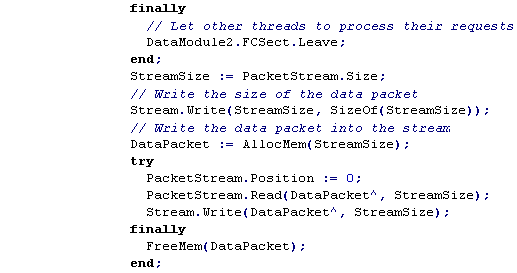 finally
// Let other threads to process their requests
DataModule2.FCSect.Leave;
end;
StreamSize := PacketStream.Size;
// Write the size of the data packet
Stream.Write(StreamSize, SizeOf(StreamSize));
// Write the data packet into the stream
DataPacket := AllocMem(StreamSize);
try
PacketStream.Position := 0;
PacketStream.Read(DataPacket^, StreamSize);
Stream.Write(DataPacket^, StreamSize);
finally
FreeMem(DataPacket);
end;